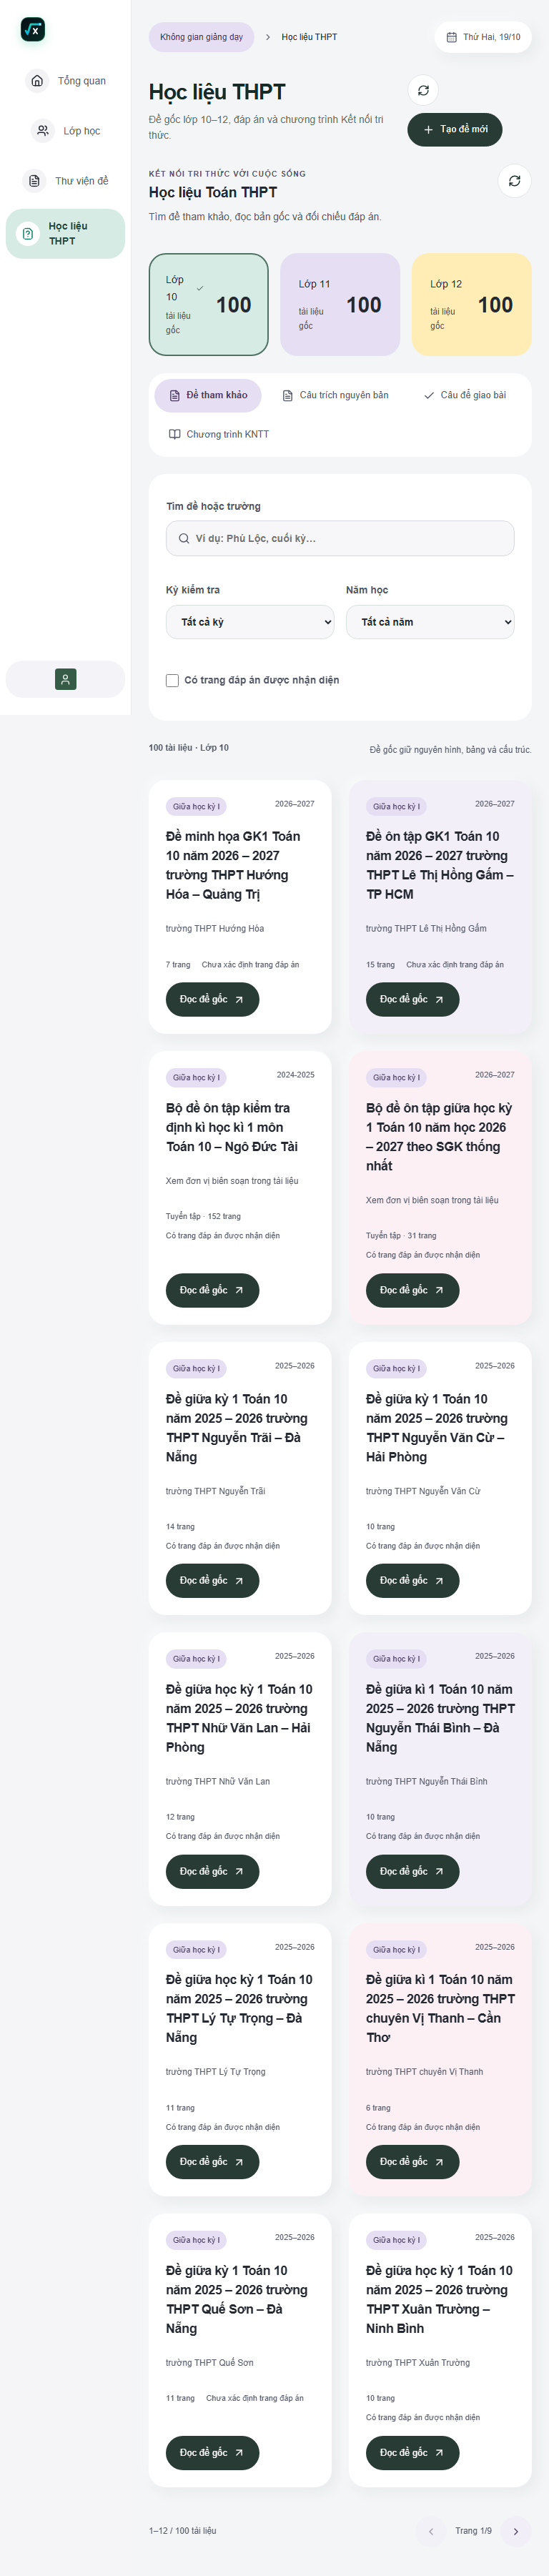 √x
Tổng quan
Lớp học
Thư viện đề
Học liệu
THPT
Không gian giảng dạy
Học liệu THPT
Thứ Hai, 19/10
Học liệu THPT
Đề gốc lớp 10–12, đáp án và chương trình Kết nối tri
thức.
Tạo đề mới
KẾT NỐI TRI THỨC VỚI CUỘC SỐNG
Học liệu Toán THPT
Tìm đề tham khảo, đọc bản gốc và đối chiếu đáp án.
Lớp
10
tài liệu
gốc
100
Lớp 11
tài liệu
gốc
100
Lớp 12
tài liệu
gốc
100
Đề tham khảo
Câu trích nguyên bản
Câu để giao bài
Chương trình KNTT
Tìm đề hoặc trường
Ví dụ: Phú Lộc, cuối kỳ...
Kỳ kiểm tra
Năm học
Tất cả kỳ
Tất cả năm
Có trang đáp án được nhận diện
100 tài liệu · Lớp 10
Đề gốc giữ nguyên hình, bảng và cấu trúc.
Giữa học kỳ I
2026–2027
Đề minh họa GK1 Toán
10 năm 2026 – 2027
trường THPT Hướng
Hóa – Quảng Trị
trường THPT Hướng Hóa
7 trang
Chưa xác định trang đáp án
Đọc đề gốc
Giữa học kỳ I
2026–2027
Đề ôn tập GK1 Toán 10
năm 2026 – 2027 trường
THPT Lê Thị Hồng Gấm –
TP HCM
trường THPT Lê Thị Hồng Gấm
15 trang
Chưa xác định trang đáp án
Đọc đề gốc
Giữa học kỳ I
2024-2025
Bộ đề ôn tập kiểm tra
định kì học kì 1 môn
Toán 10 – Ngô Đức Tài
Xem đơn vị biên soạn trong tài liệu
Tuyển tập · 152 trang
Có trang đáp án được nhận diện
Đọc đề gốc
Giữa học kỳ I
2026–2027
Bộ đề ôn tập giữa học kỳ
1 Toán 10 năm học 2026
– 2027 theo SGK thống
nhất
Xem đơn vị biên soạn trong tài liệu
Tuyển tập · 31 trang
Có trang đáp án được nhận diện
Đọc đề gốc
Giữa học kỳ I
2025–2026
Đề giữa kỳ 1 Toán 10
năm 2025 – 2026 trường
THPT Nguyễn Trãi – Đà
Nẵng
trường THPT Nguyễn Trãi
14 trang
Có trang đáp án được nhận diện
Đọc đề gốc
Giữa học kỳ I
2025–2026
Đề giữa kỳ 1 Toán 10
năm 2025 – 2026 trường
THPT Nguyễn Văn Cừ –
Hải Phòng
trường THPT Nguyễn Văn Cừ
10 trang
Có trang đáp án được nhận diện
Đọc đề gốc
Giữa học kỳ I
2025–2026
Đề giữa học kỳ 1 Toán 10
năm 2025 – 2026 trường
THPT Nhữ Văn Lan – Hải
Phòng
trường THPT Nhữ Văn Lan
12 trang
Có trang đáp án được nhận diện
Đọc đề gốc
Giữa học kỳ I
2025–2026
Đề giữa kì 1 Toán 10 năm
2025 – 2026 trường THPT
Nguyễn Thái Bình – Đà
Nẵng
trường THPT Nguyễn Thái Bình
10 trang
Có trang đáp án được nhận diện
Đọc đề gốc
Giữa học kỳ I
2025–2026
Đề giữa học kỳ 1 Toán 10
năm 2025 – 2026 trường
THPT Lý Tự Trọng – Đà
Nẵng
trường THPT Lý Tự Trọng
11 trang
Có trang đáp án được nhận diện
Đọc đề gốc
Giữa học kỳ I
2025–2026
Đề giữa kì 1 Toán 10 năm
2025 – 2026 trường THPT
chuyên Vị Thanh – Cần
Thơ
trường THPT chuyên Vị Thanh
6 trang
Có trang đáp án được nhận diện
Đọc đề gốc
Giữa học kỳ I
2025–2026
Đề giữa kỳ 1 Toán 10
năm 2025 – 2026 trường
THPT Quế Sơn – Đà
Nẵng
trường THPT Quế Sơn
11 trang
Chưa xác định trang đáp án
Đọc đề gốc
Giữa học kỳ I
2025–2026
Đề giữa học kỳ 1 Toán 10
năm 2025 – 2026 trường
THPT Xuân Trường –
Ninh Bình
trường THPT Xuân Trường
10 trang
Có trang đáp án được nhận diện
Đọc đề gốc
1–12 / 100 tài liệu
Trang 1/9